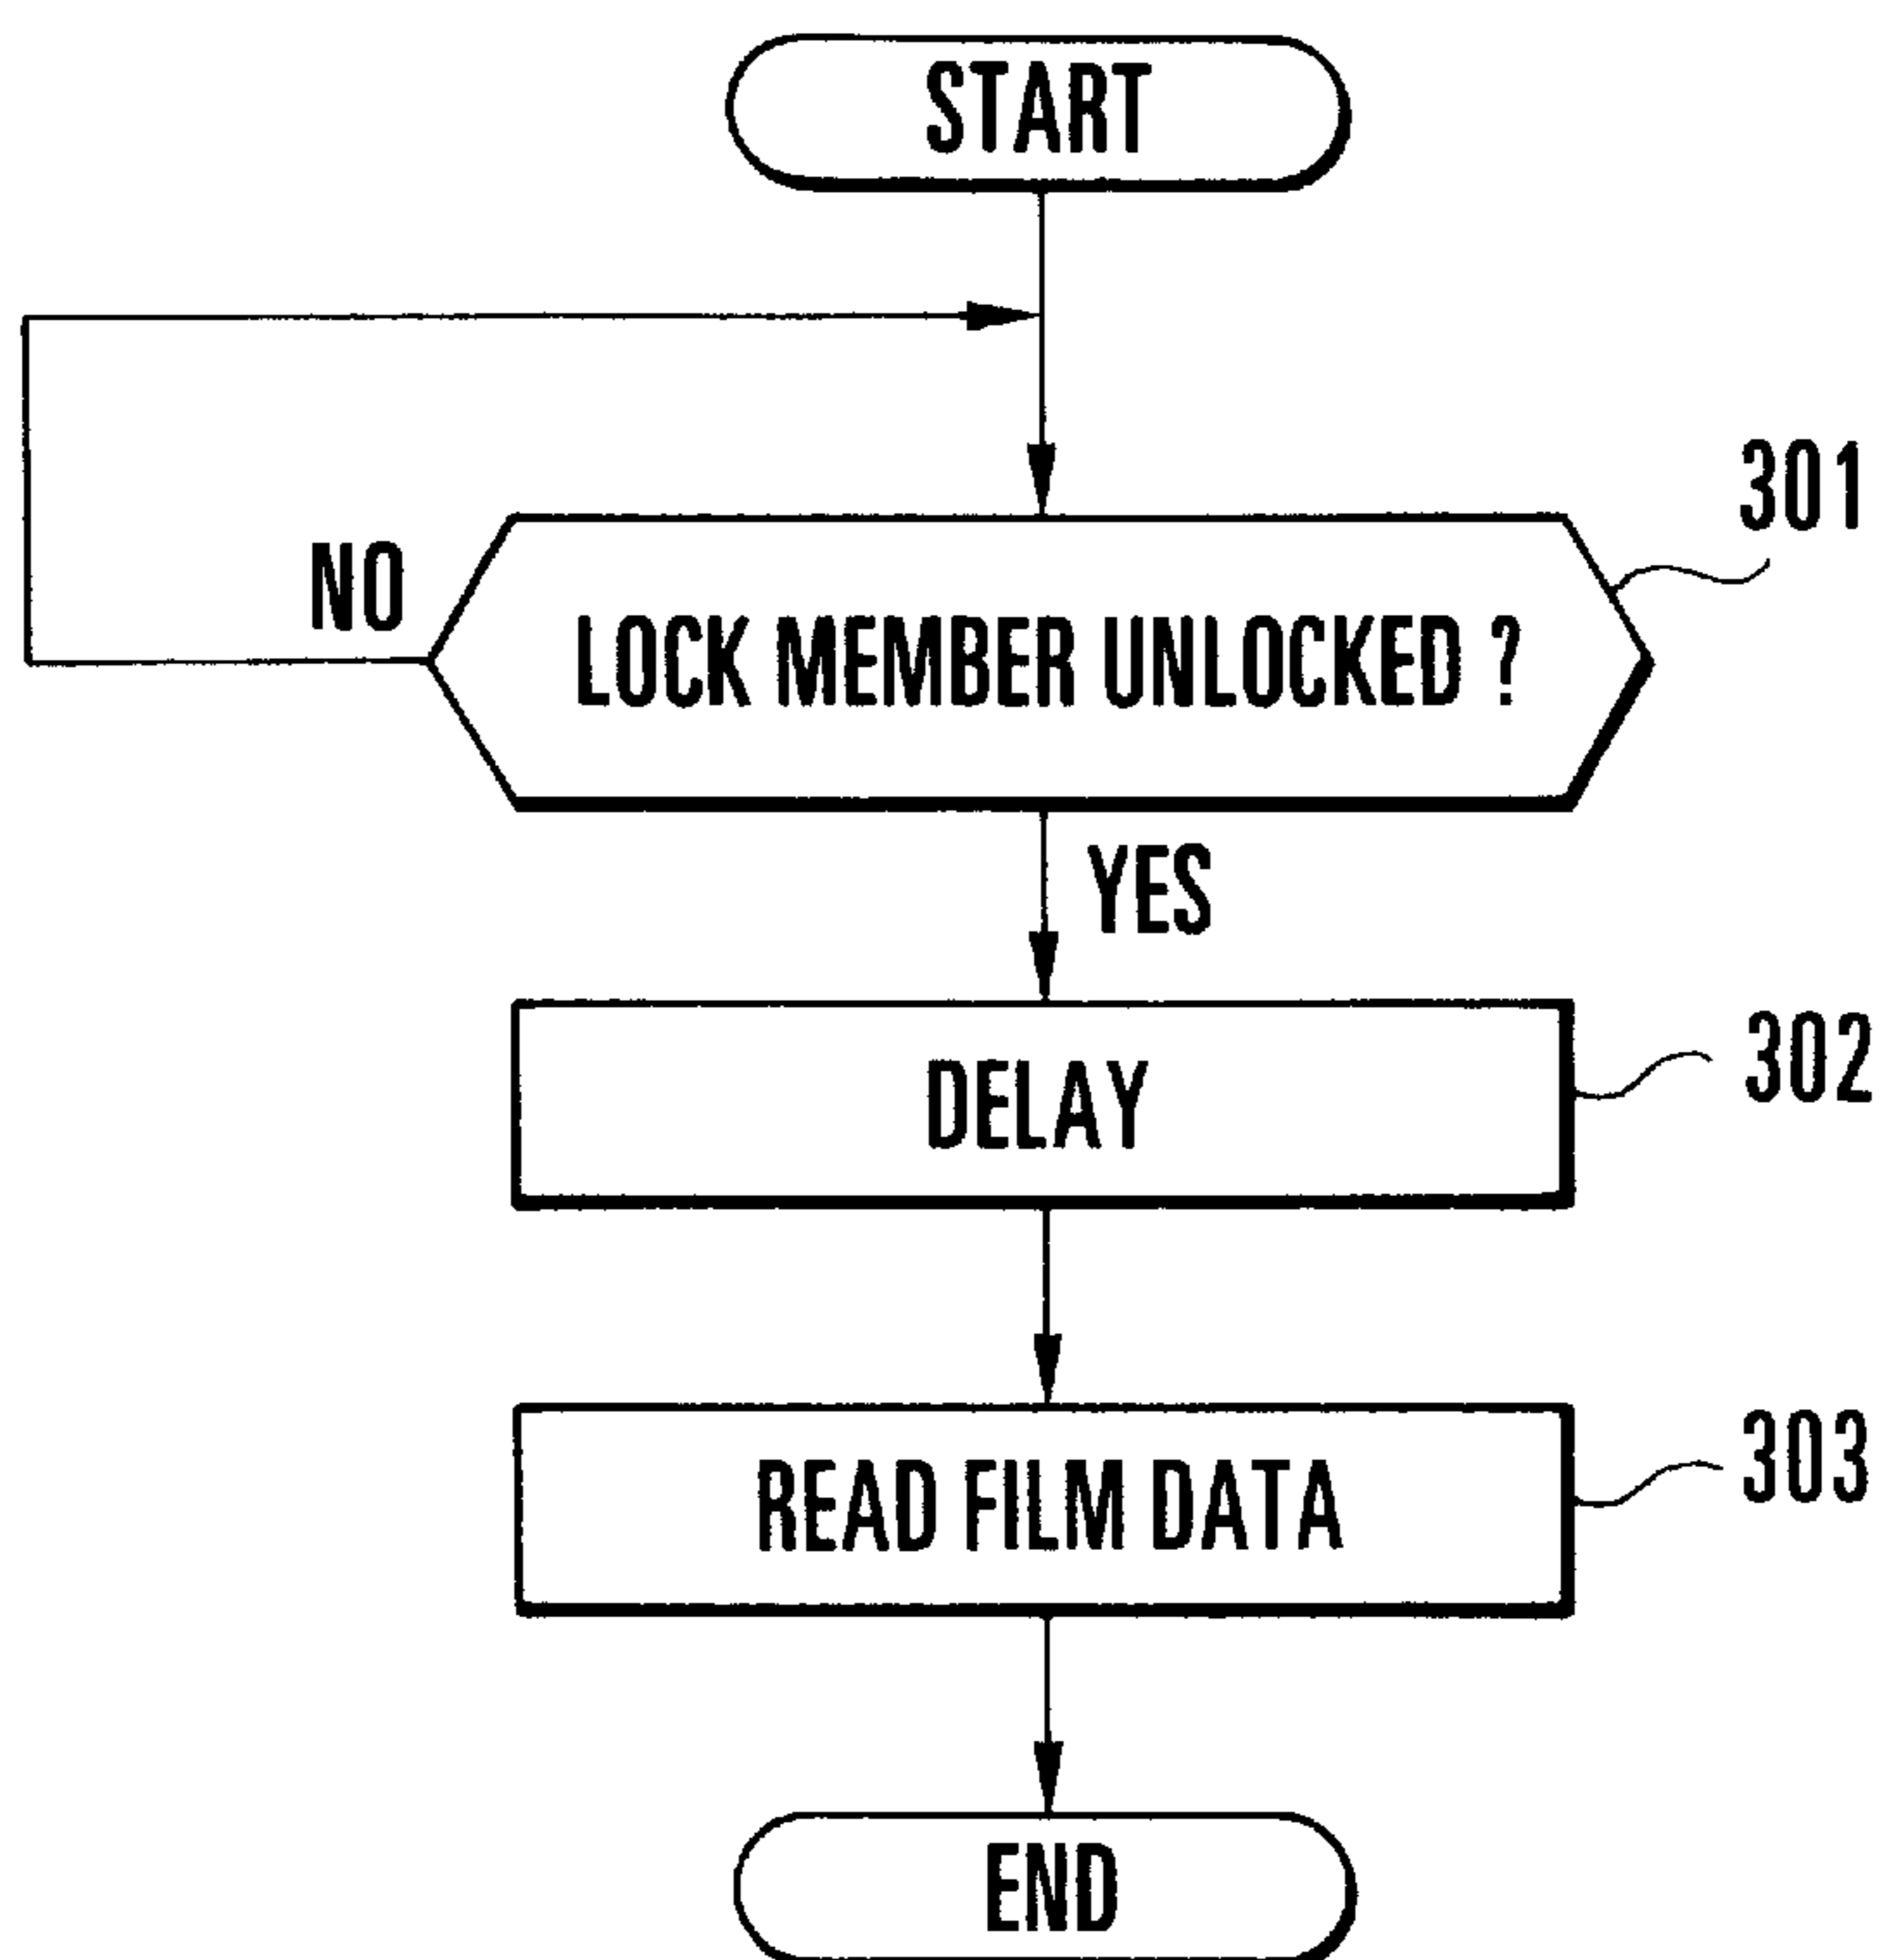 START
301
NO
LOCK MEMBER UNLOCKED ?
YES
DELAY
302
READ FILM DATA
303
END